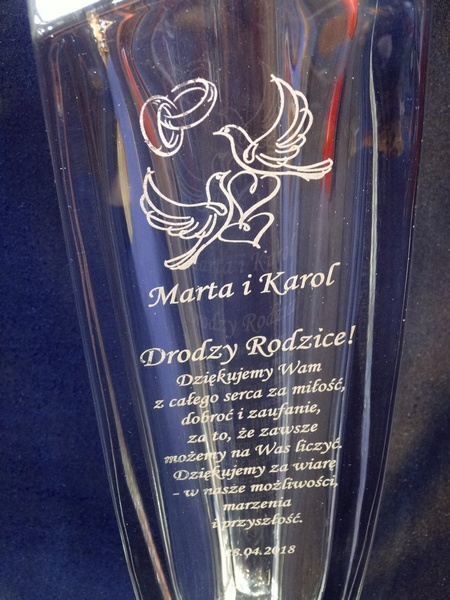 Marta i Karol
Drodzy Rodzice!
Dziękujemy Wam
z całego serca za miłość,
dobroć i zaufanie,
za to, że zawsze
możemy na Was liczyć.
Dziękujemy za wiarę
- w nasze możliwości,
marzenia
i przyszłość.
28.04.2018